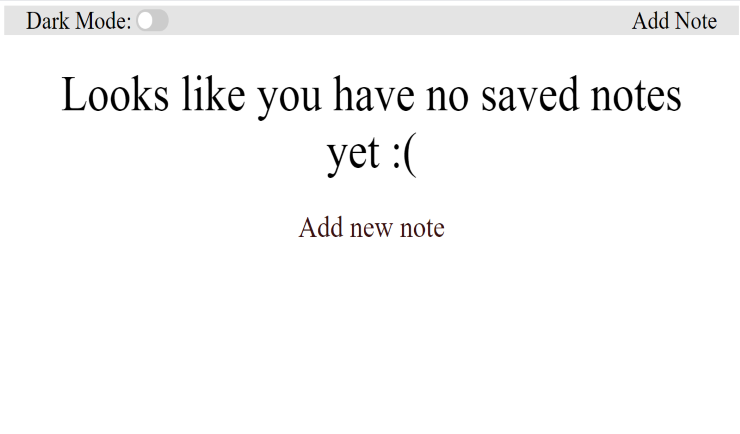 Dark Mode:
Add Note
Looks like you have no saved notes
yet :(
Add new note